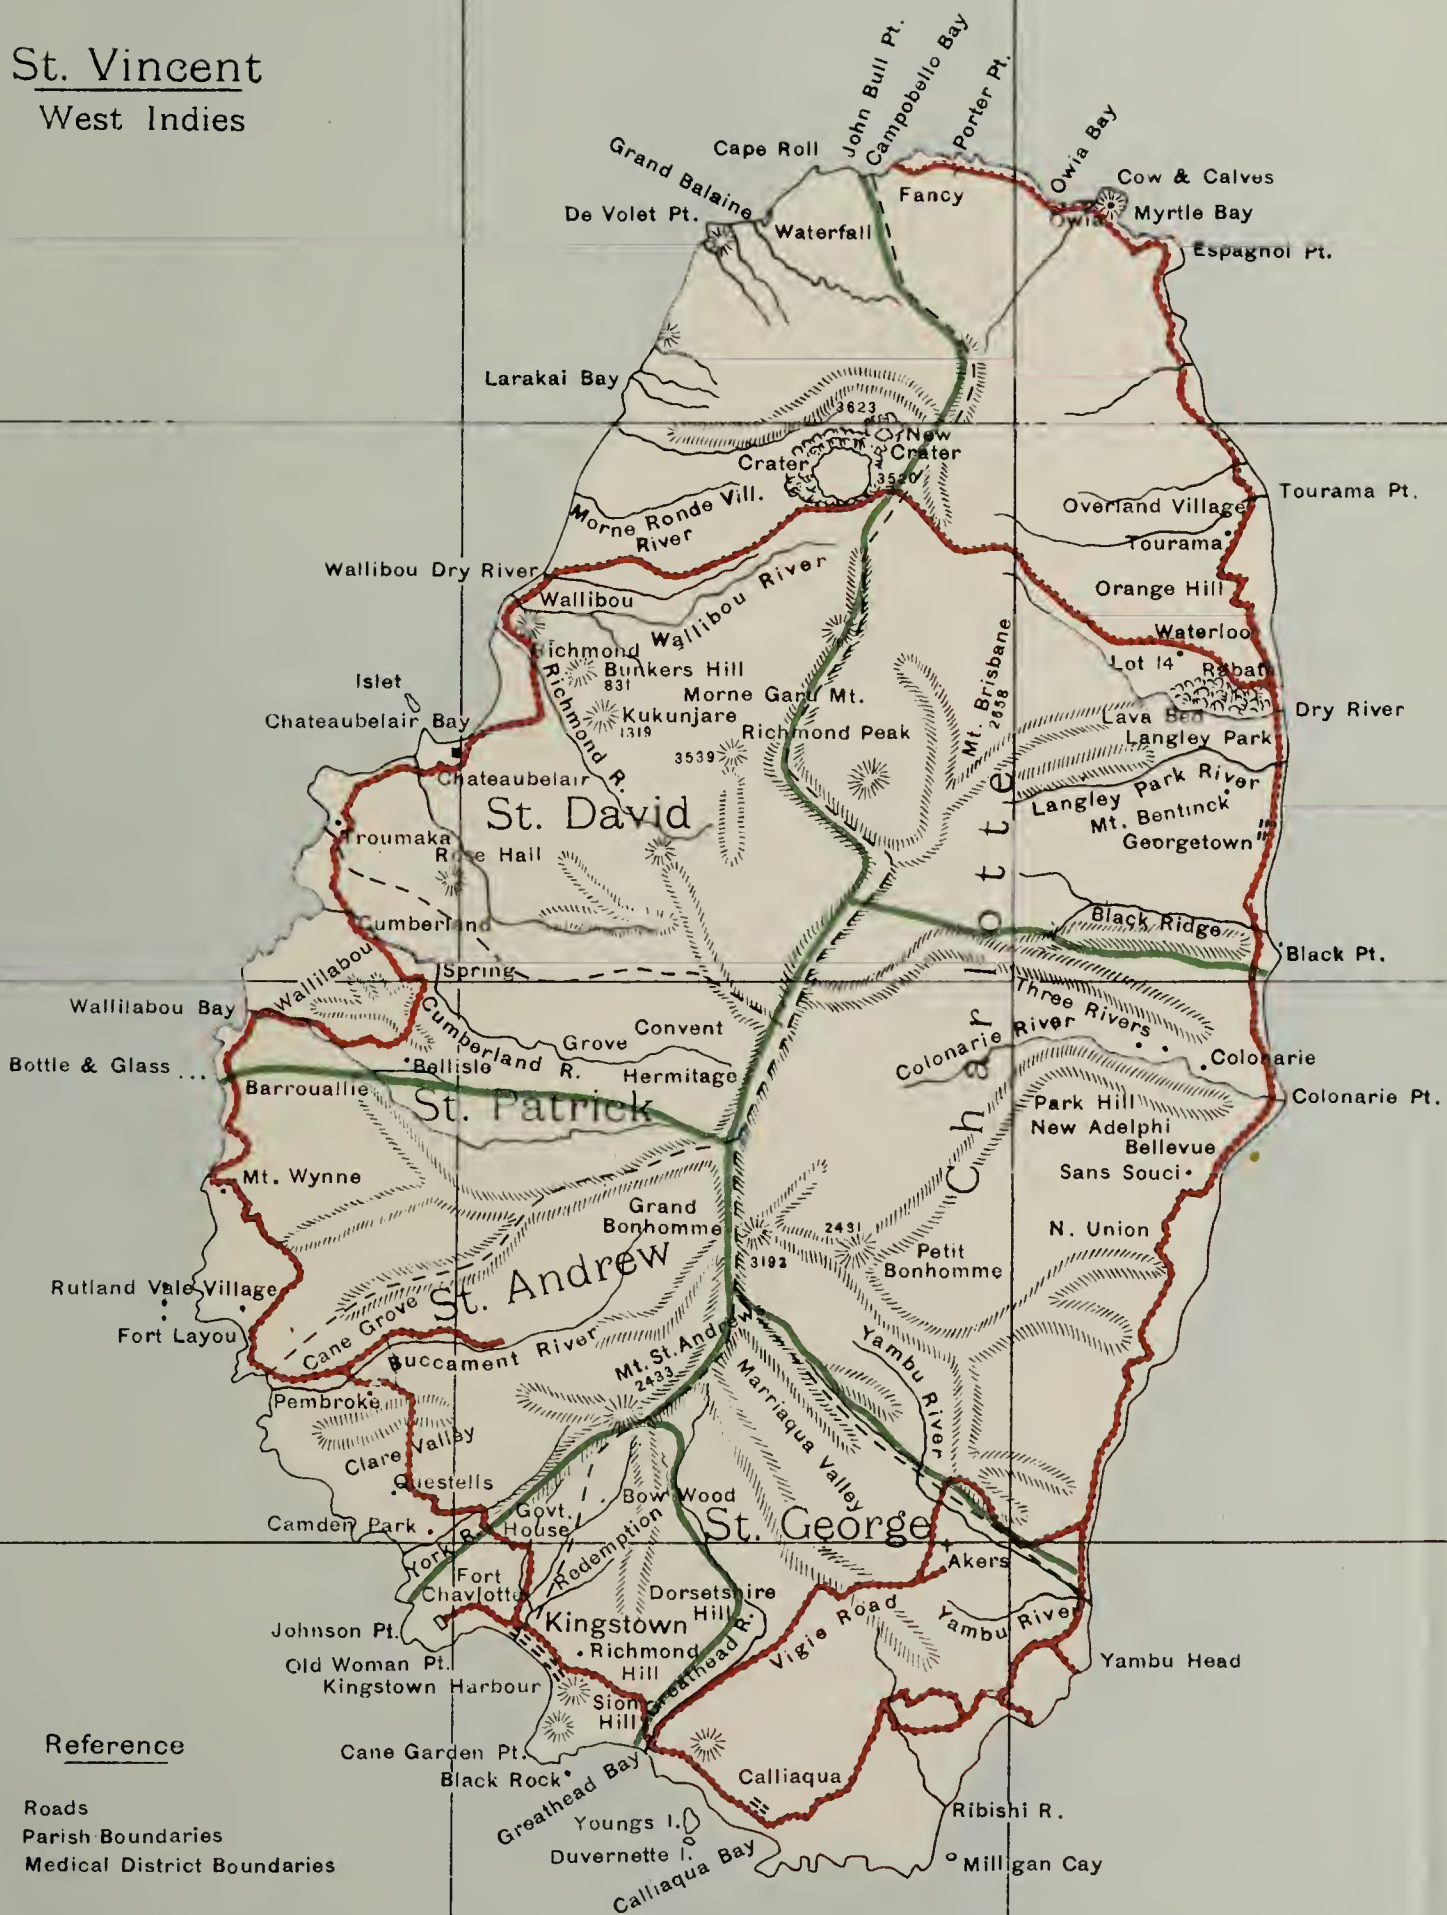 St. Vincent
West Indies
John Bull Pt.
Campobello Bay
Porter Pt.
Owia Bay
Cape Roll
Grand Balaine
De Volet Pt.
Waterfall
Fancy
Cow & Calves
Owia
Myrtle Bay
Espagnol Pt.
Larakai Bay
3623
New
Crater
Crater
3520
Morne Ronde Vill.
River
Overland Village
Tourama Pt.
Tourama
Wallibou Dry River
Wallibou
Wallibou River
Orange Hill
Waterloo
Richmond
Bunkers Hill
831
Lot 14
Rabat
Islet
Richmond R.
Morne Garu Mt.
Mt. Brisbane
2658
Chateaubelair Bay
Kukunjare
1319
Richmond Peak
Lava Bed
Dry River
3539
Langley Park
Chateaubelair
Langley Park River
St. David
Mt. Bentinck
Troumaka
Rose Hall
Georgetown
Charlotte
Cumberland
Black Ridge
Black Pt.
Wallilabou
Spring
Wallilabou Bay
Cumberland R.
Convent
Grove
Three Rivers
Colonarie River
Bottle & Glass ...
Bellisle
Hermitage
Colonarie
Barrouallie
St. Patrick
Park Hill
Colonarie Pt.
New Adelphi
Bellevue
Mt. Wynne
Sans Souci
Grand
Bonhomme
2431
N. Union
Petit
Bonhomme
3192
St. Andrew
Rutland Vale Village
Cane Grove
Fort Layou
Buccament River
Mt. St. Andrew
2433
Yambu River
Marriaqua Valley
Pembroke
Clare Valley
Questells
Bow Wood
Govt.
House
Camden Park
St. George
York R.
Redemption
Akers
Fort
Chavlotte
Dorsetshire
Hill
Johnson Pt.
Kingstown
Vigie Road
Yambu River
Richmond
Hill
Old Woman Pt.
Kingstown Harbour
Greathead R.
Yambu Head
Sion
Hill
Reference
Cane Garden Pt.
Black Rock
Greathead Bay
Calliaqua
Roads
Parish Boundaries
Medical District Boundaries
Youngs I.
Duvernette I.
Calliaqua Bay
Ribishi R.
Milligan Cay